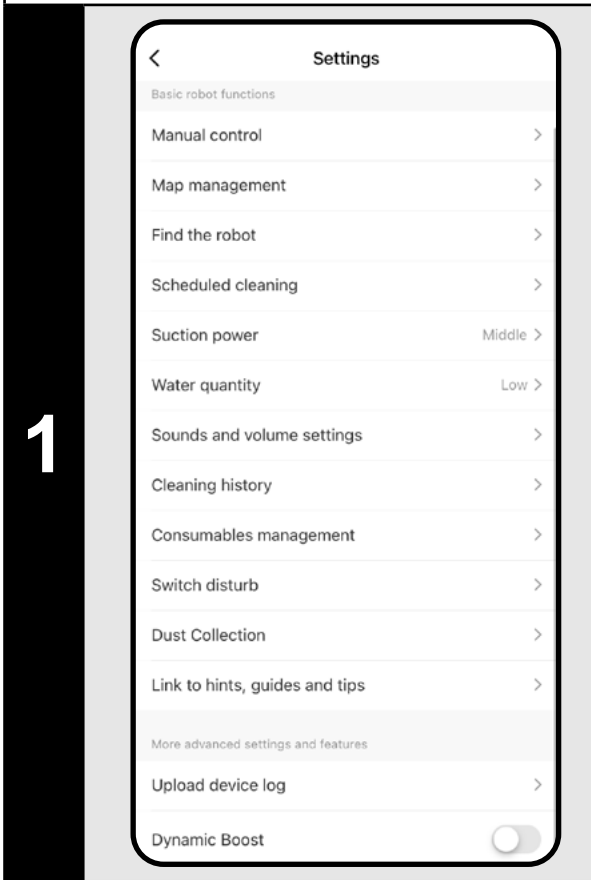 1
Settings
Basic robot functions
Manual control
Map management
Find the robot
Scheduled cleaning
Suction power Middle
Water quantity Low
Sounds and volume settings
Cleaning history
Consumables management
Switch disturb
Dust Collection
Link to hints, guides and tips
More advanced settings and features
Upload device log
Dynamic Boost